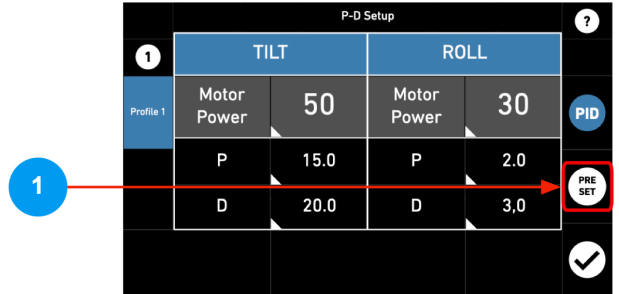 P-D Setup
?
1
TILT
ROLL
Profile 1
Motor
Power
50
Motor
Power
30
PID
P
15.0
P
2.0
1
PRE
SET
D
20.0
D
3,0